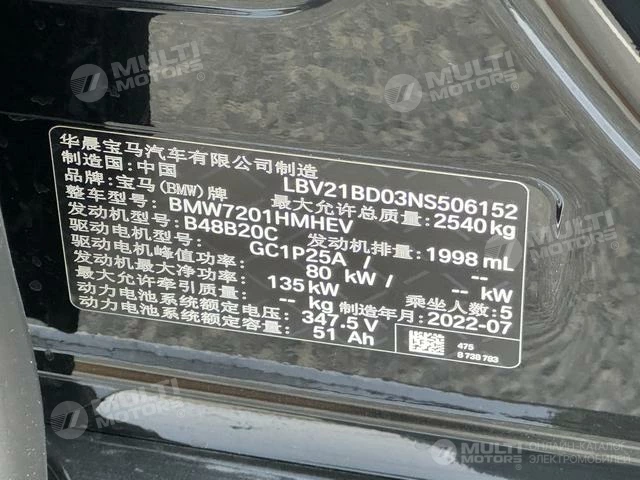 华晨宝马汽车有限公司制造
制造国:中国
品牌:宝马(BMW)牌 LBV21BD03NS506152
整车型号:BMW7201HMHEV 最大允许总质量:2540 kg
发动机型号:B48B20C 发动机排量:1998 mL
驱动电机型号:GC1P25A / --
驱动电机峰值功率:80 kW / -- kW
发动机最大净功率:135 kW
最大允许牵引质量:-- kg 乘坐人数:5
动力电池系统额定电压:347.5 V 制造年月:2022-07
动力电池系统额定容量:51 Ah
475
8 738 783
MULTI MOTORS
MULTI MOTORS
MULTI MOTORS
MULTI MOTORS
ОНЛАЙН-КАТАЛОГ
ЭЛЕКТРОМОБИЛЕЙ